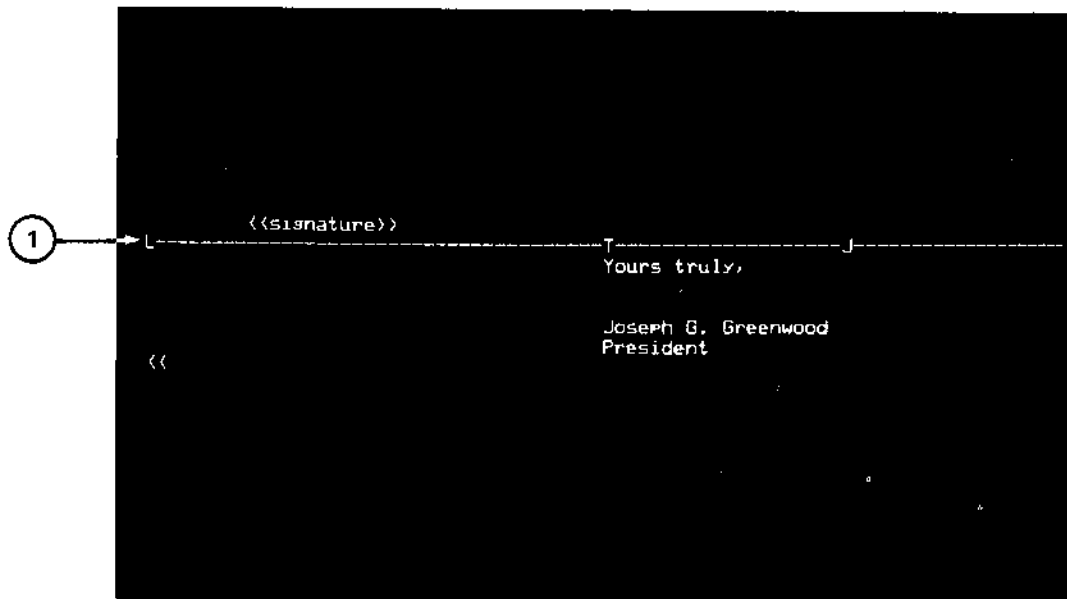 <<signature>>
1 L-----------------------------------------------T------------------------J----------------------
Yours truly,
Joseph G. Greenwood
President
<<